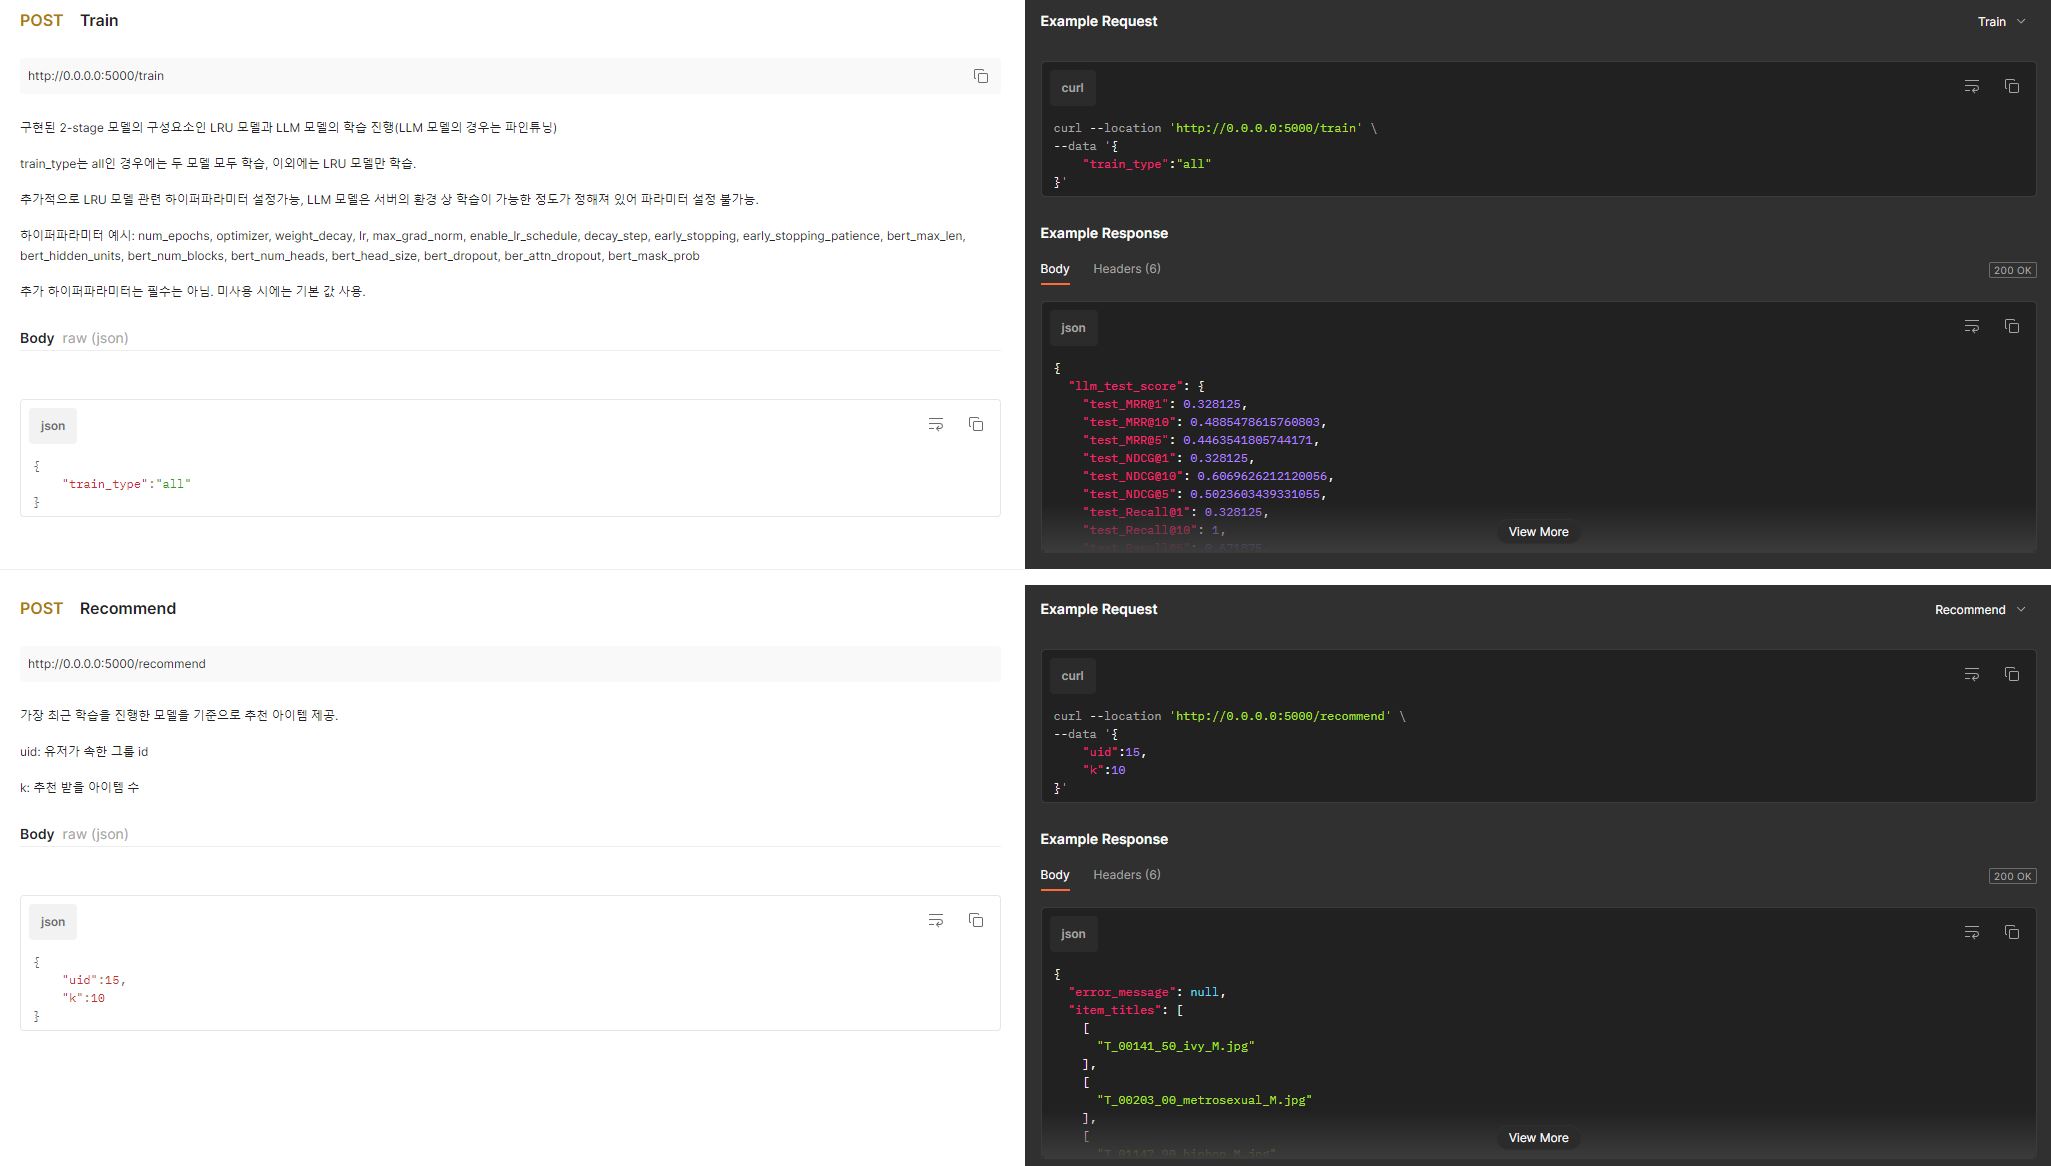 POST Train
http://0.0.0.0:5000/train
구현된 2-stage 모델의 구성요소인 LRU 모델과 LLM 모델의 학습 진행(LLM 모델의 경우는 파인튜닝)
train_type는 all인 경우에는 두 모델 모두 학습, 이외에는 LRU 모델만 학습.
추가적으로 LRU 모델 관련 하이퍼파라미터 설정가능, LLM 모델은 서버의 환경 상 학습이 가능한 정도가 정해져 있어 파라미터 설정 불가능.
하이퍼파라미터 예시: num_epochs, optimizer, weight_decay, lr, max_grad_norm, enable_lr_schedule, decay_step, early_stopping, early_stopping_patience, bert_max_len,
bert_hidden_units, bert_num_blocks, bert_num_heads, bert_head_size, bert_dropout, ber_attn_dropout, bert_mask_prob
추가 하이퍼파라미터는 필수는 아님. 미사용 시에는 기본 값 사용.
Body raw (json)
json
{
"train_type":"all"
}
Example Request
Train
curl
curl --location 'http://0.0.0.0:5000/train' \
--data '{
"train_type":"all"
}'
Example Response
Body Headers (6)
200 OK
json
{
"llm_test_score": {
"test_MRR@1": 0.328125,
"test_MRR@10": 0.4885478615760803,
"test_MRR@5": 0.4463541805744171,
"test_NDCG@1": 0.328125,
"test_NDCG@10": 0.6069626212120056,
"test_NDCG@5": 0.5023603439331055,
"test_Recall@1": 0.328125,
"test_Recall@10": 1,
"test_Recall@5": 0.671875,
View More
POST Recommend
http://0.0.0.0:5000/recommend
가장 최근 학습을 진행한 모델을 기준으로 추천 아이템 제공.
uid: 유저가 속한 그룹 id
k: 추천 받을 아이템 수
Body raw (json)
json
{
"uid":15,
"k":10
}
Example Request
Recommend
curl
curl --location 'http://0.0.0.0:5000/recommend' \
--data '{
"uid":15,
"k":10
}'
Example Response
Body Headers (6)
200 OK
json
{
"error_message": null,
"item_titles": [
[
"T_00141_50_ivy_M.jpg"
],
[
"T_00203_00_metrosexual_M.jpg"
],
[
"T_01147_90_hiphop_M.jpg"
View More